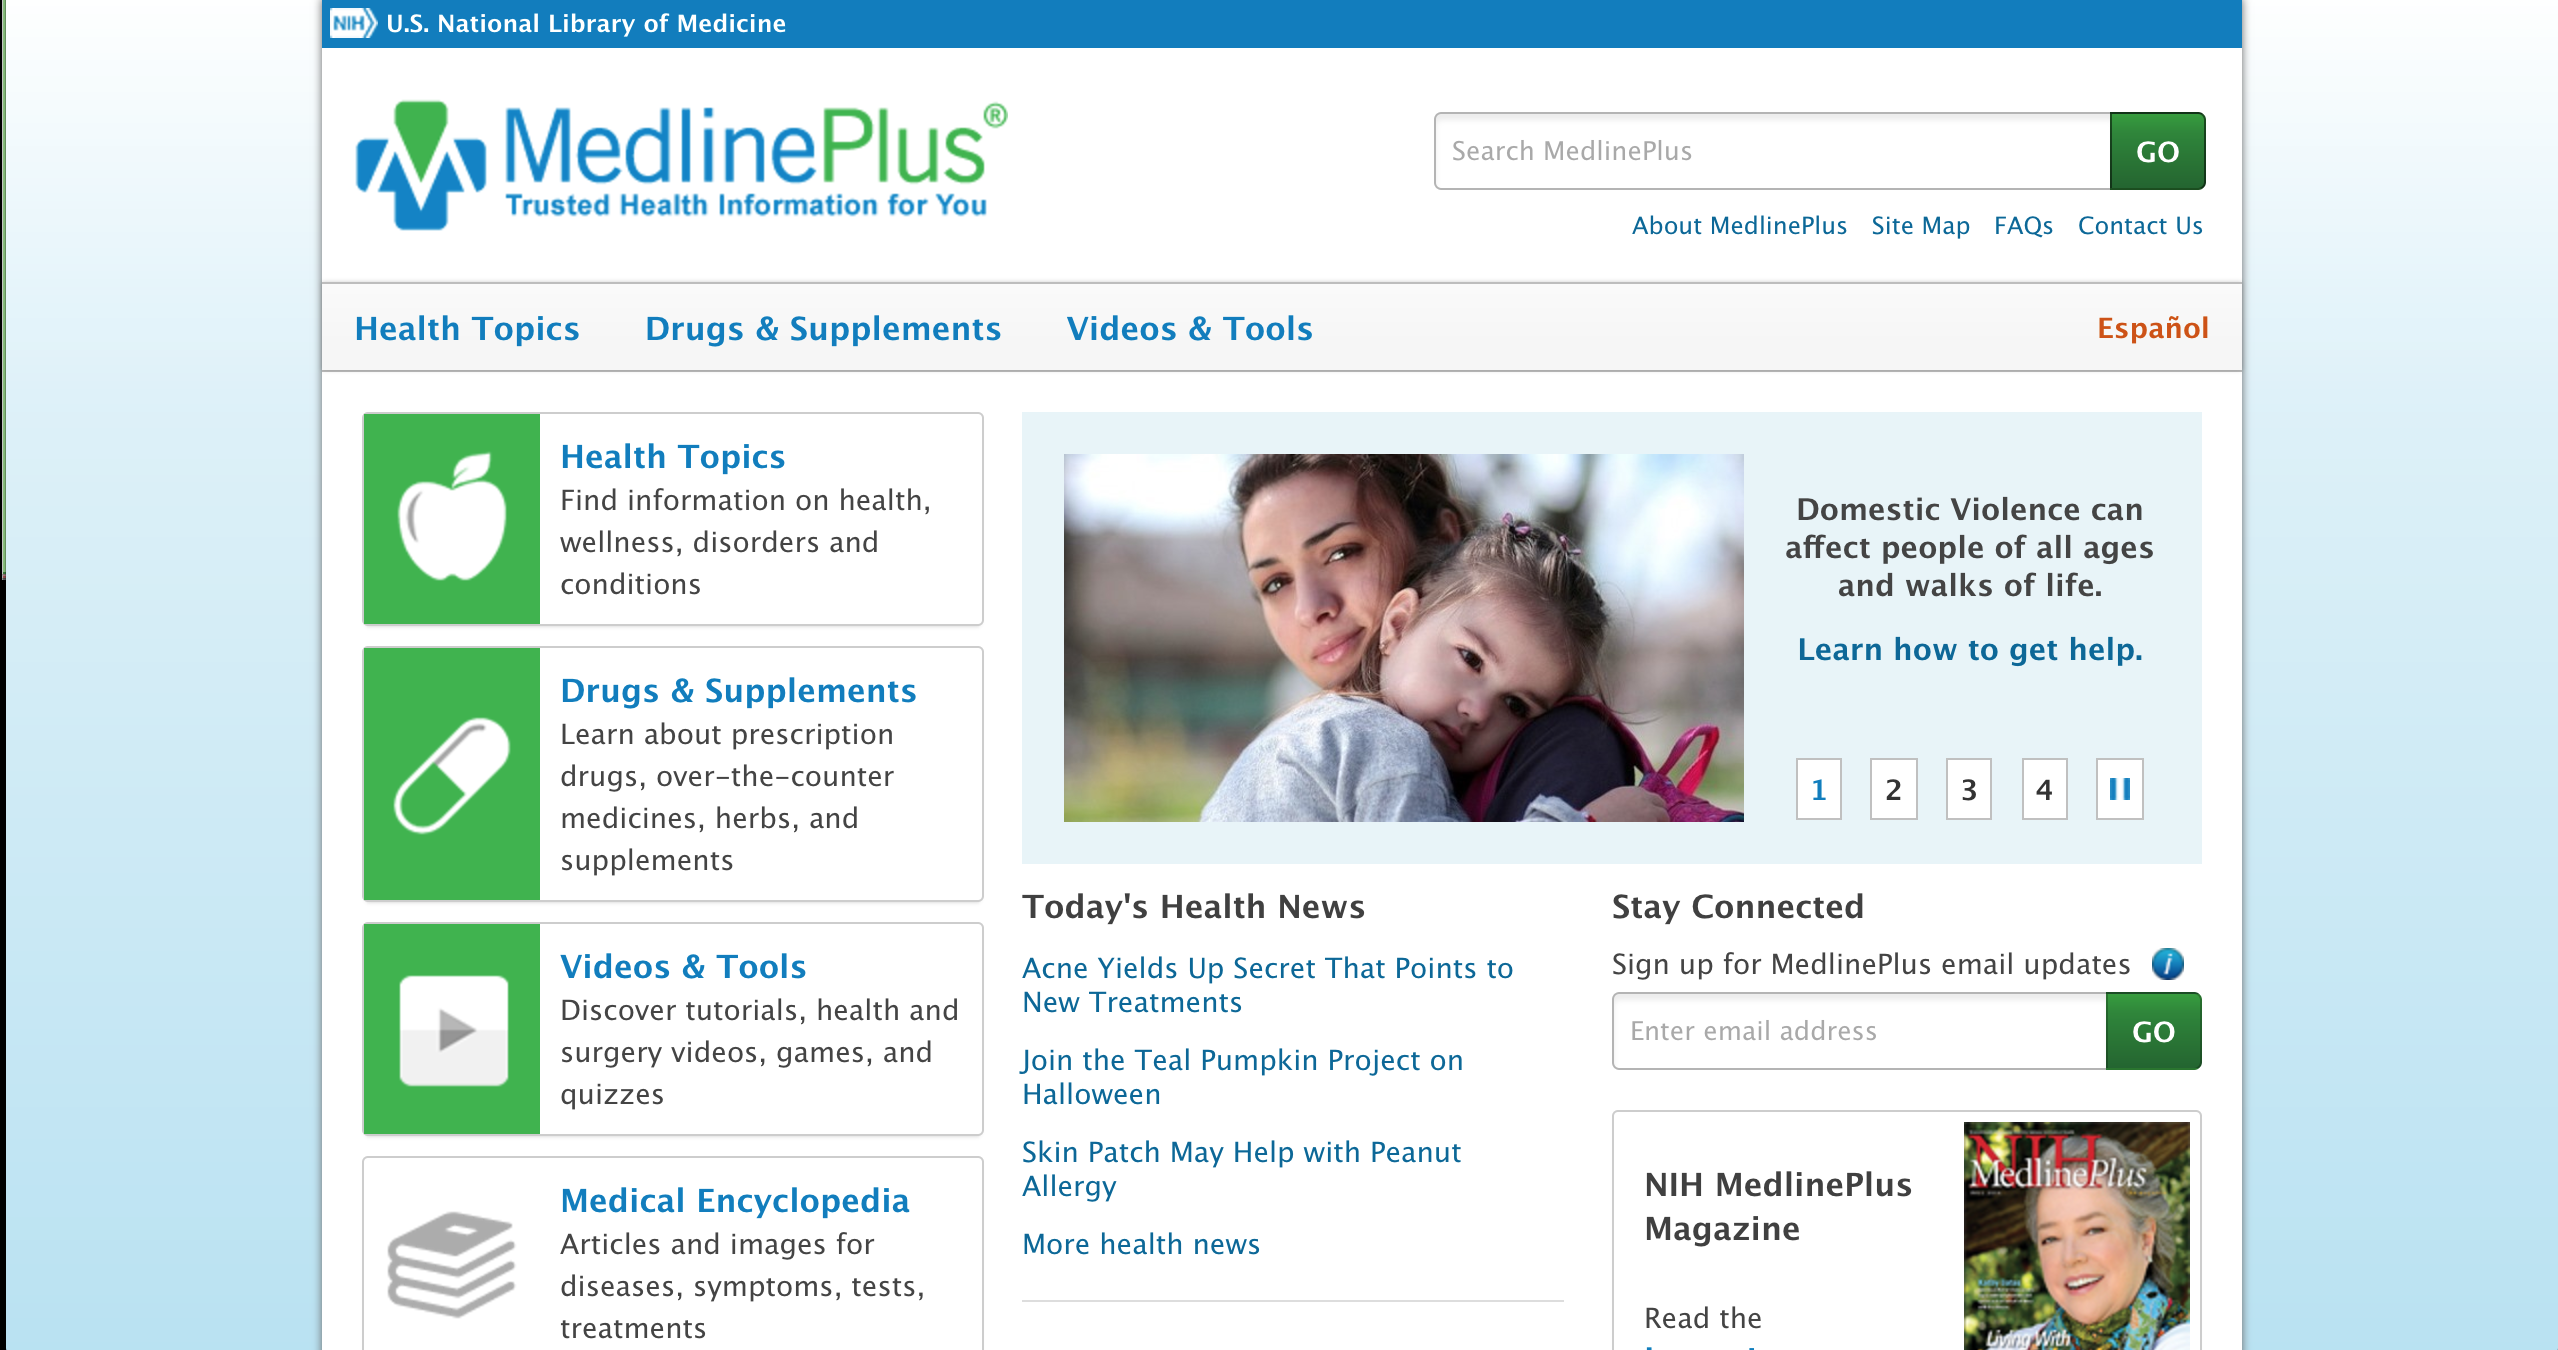 NIH U.S. National Library of Medicine
MedlinePlus®
Trusted Health Information for You
Search MedlinePlus
GO
About MedlinePlus Site Map FAQs Contact Us
Health Topics Drugs & Supplements Videos & Tools Español
Health Topics
Find information on health,
wellness, disorders and
conditions
Drugs & Supplements
Learn about prescription
drugs, over-the-counter
medicines, herbs, and
supplements
Videos & Tools
Discover tutorials, health and
surgery videos, games, and
quizzes
Medical Encyclopedia
Articles and images for
diseases, symptoms, tests,
treatments
Domestic Violence can
affect people of all ages
and walks of life.
Learn how to get help.
1 2 3 4
Today's Health News
Acne Yields Up Secret That Points to
New Treatments
Join the Teal Pumpkin Project on
Halloween
Skin Patch May Help with Peanut
Allergy
More health news
Stay Connected
Sign up for MedlinePlus email updates i
Enter email address
GO
NIH MedlinePlus
Magazine
Read the
NIH
MedlinePlus
Living With